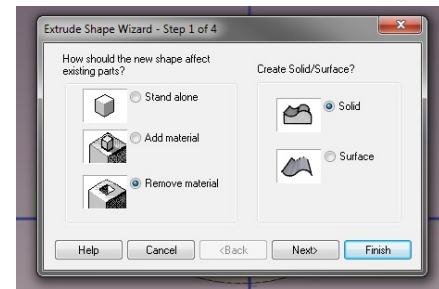 Extrude Shape Wizard - Step 1 of 4
How should the new shape affect
existing parts?
Stand alone
Add material
Remove material
Create Solid/Surface?
Solid
Surface
Help
Cancel
<Back
Next>
Finish